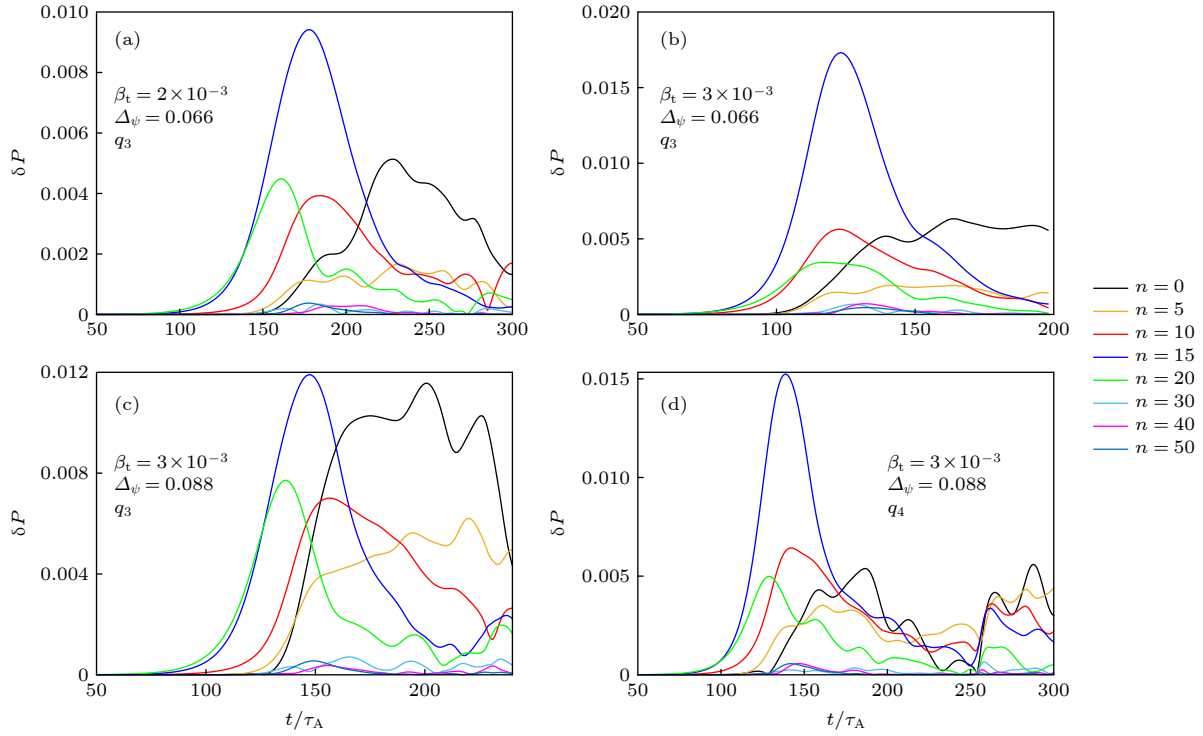 0.010
0.008
0.006
0.004
0.002
0
50
100
150
200
250
300
δP
(a)
β_t = 2×10⁻³
Δ_ψ = 0.066
q₃
0.020
0.015
0.010
0.005
0
50
100
150
200
δP
(b)
β_t = 3×10⁻³
Δ_ψ = 0.066
q₃
0.012
0.008
0.004
0
50
100
150
200
δP
t/τ_A
(c)
β_t = 3×10⁻³
Δ_ψ = 0.088
q₃
0.015
0.010
0.005
0
50
100
150
200
250
300
δP
t/τ_A
(d)
β_t = 3×10⁻³
Δ_ψ = 0.088
q₄
n = 0
n = 5
n = 10
n = 15
n = 20
n = 30
n = 40
n = 50